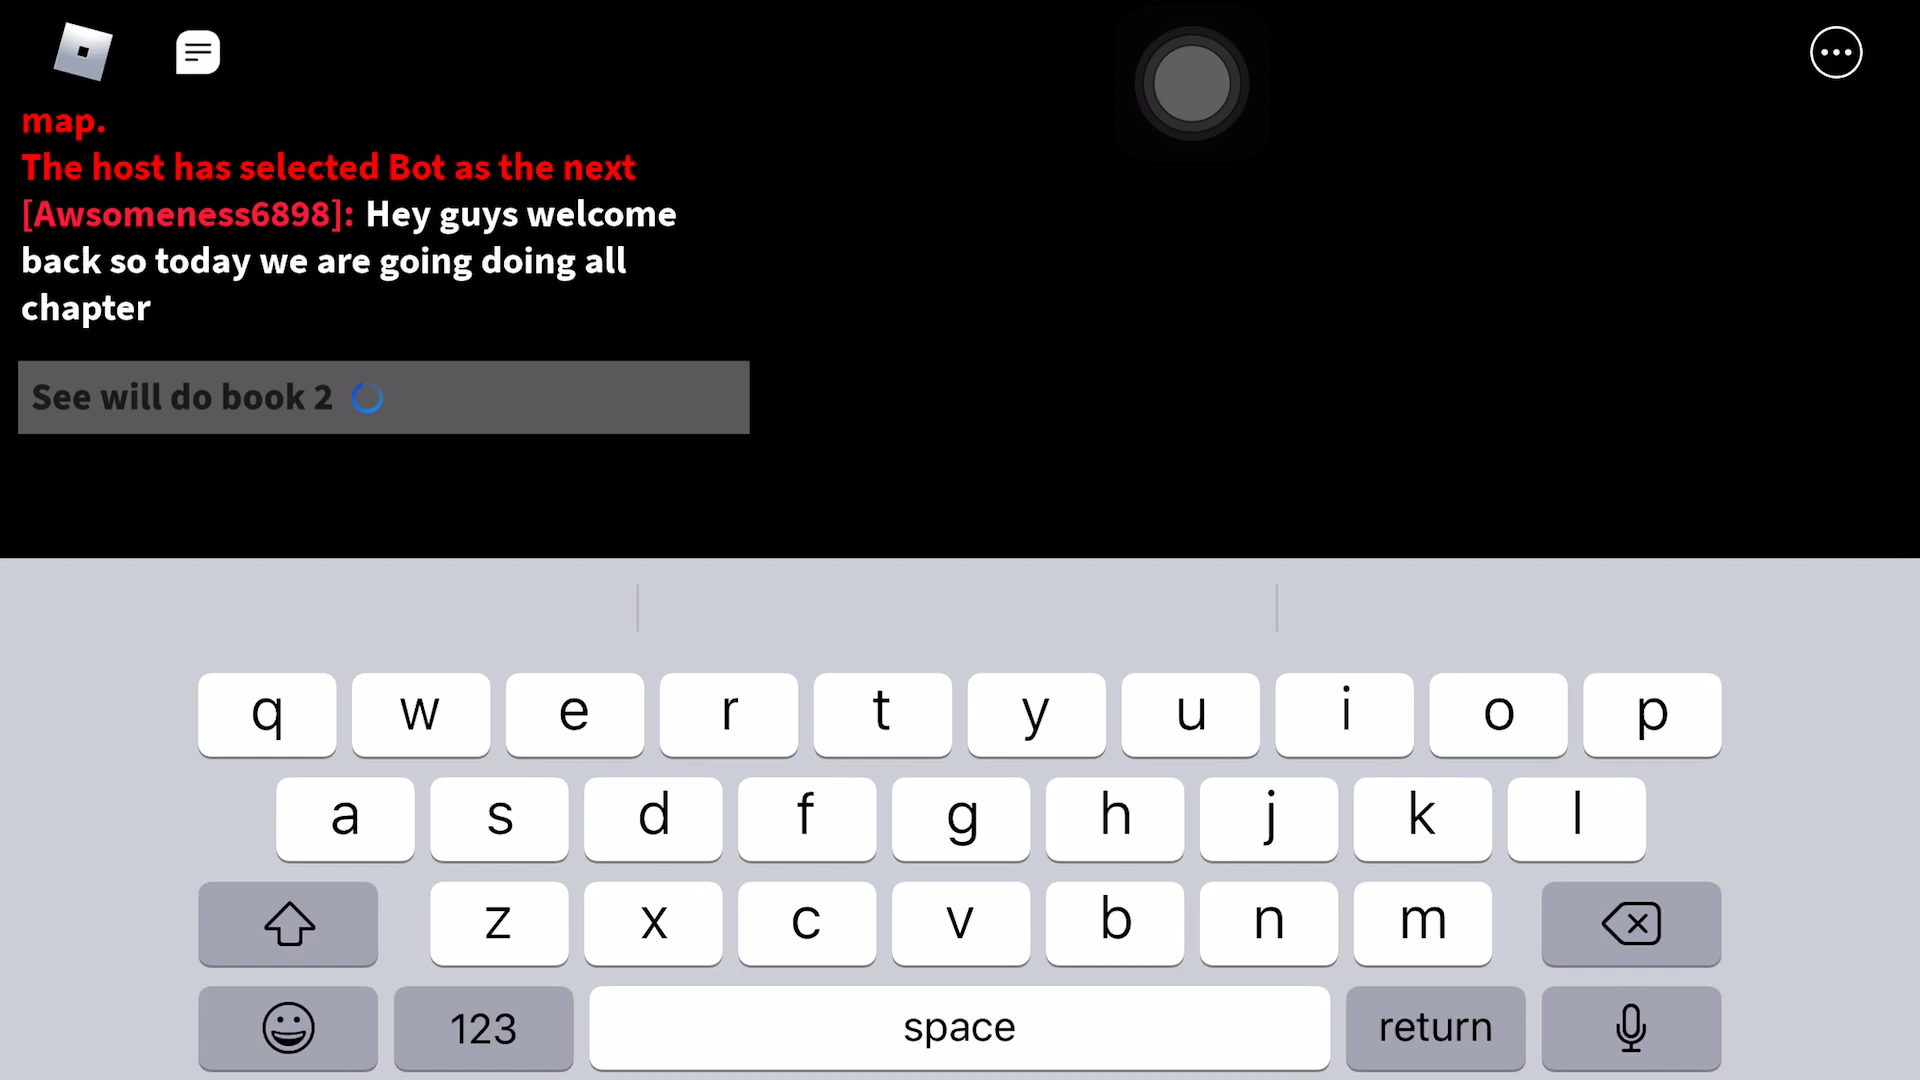 map.
The host has selected Bot as the next
[Awsomeness6898]: Hey guys welcome
back so today we are going doing all
chapter
See will do book 2
q w e r t y u i o p
a s d f g h j k l
z x c v b n m
123 space return